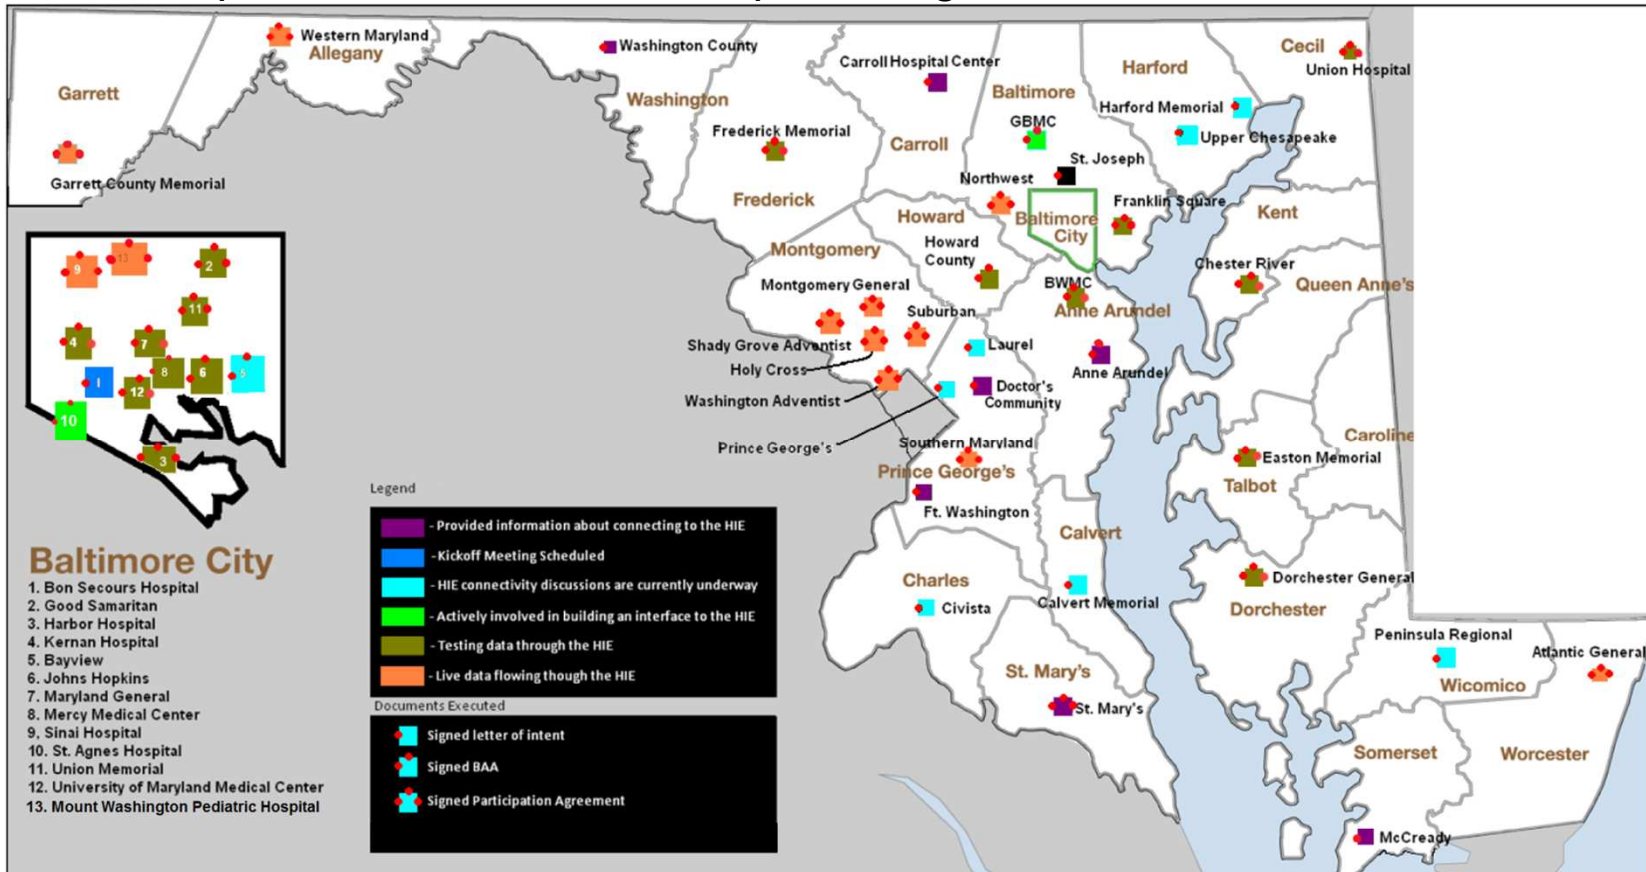 Western Maryland
Allegany
Washington County
Carroll Hospital Center
Cecil
Union Hospital
Garrett
Washington
Baltimore
Harford
Harford Memorial
GBMC
Upper Chesapeake
Frederick Memorial
Carroll
St. Joseph
Garrett County Memorial
Northwest
Frederick
Franklin Square
Kent
Howard
Baltimore
City
Montgomery
Howard
County
Chester River
BWMC
Queen Anne's
Montgomery General
Suburban
Anne Arundel
Shady Grove Adventist
Laurel
Holy Cross
Anne Arundel
Doctor's
Community
Washington Adventist
Prince George's
Southern Maryland
Prince George's
Caroline
Easton Memorial
Talbot
Ft. Washington
Calvert
Charles
Civista
Calvert Memorial
Dorchester General
Dorchester
Peninsula Regional
Atlantic General
Wicomico
St. Mary's
St. Mary's
Somerset
Worcester
McCready
9
13
2
11
4
7
8
6
5
1
12
10
3
Baltimore City
1. Bon Secours Hospital
2. Good Samaritan
3. Harbor Hospital
4. Kernan Hospital
5. Bayview
6. Johns Hopkins
7. Maryland General
8. Mercy Medical Center
9, Sinai Hospital
10. St. Agnes Hospital
11. Union Memorial
12. University of Maryland Medical Center
13. Mount Washington Pediatric Hospital
Legend
- Provided information about connecting to the HIE
- Kickoff Meeting Scheduled
- HIE connectivity discussions are currently underway
- Actively involved in building an interface to the HIE
- Testing data through the HIE
- Live data flowing though the HIE
Documents Executed
Signed letter of intent
Signed BAA
Signed Participation Agreement